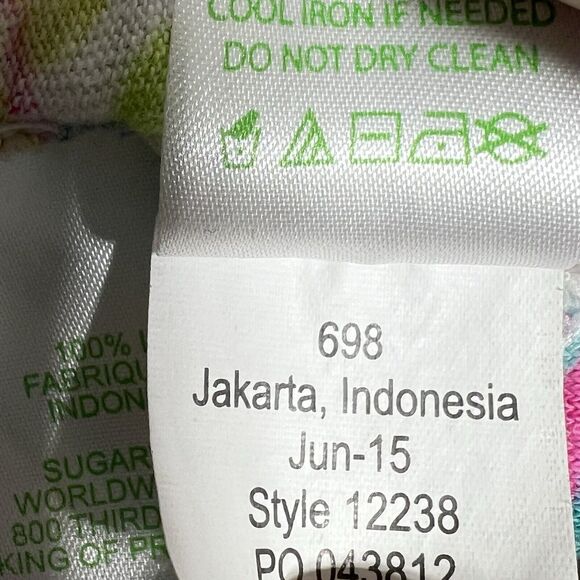 COOL IRON IF NEEDED
DO NOT DRY CLEAN
698
Jakarta, Indonesia
Jun-15
Style 12238
PO 043812
100%
FABRIQU
INDON
SUGAR
WORLDW
800 THIRD
KING OF PR